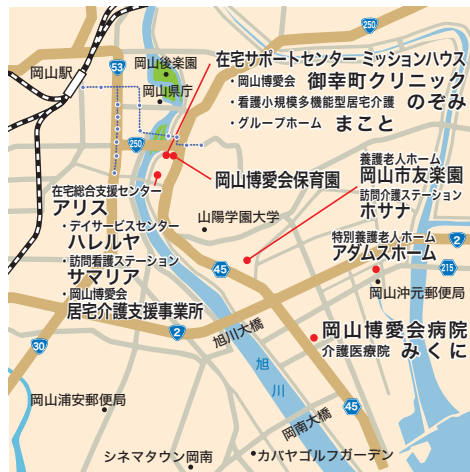 岡山駅
53
岡山後楽園
岡山県庁
250
250
在宅サポートセンター ミッションハウス
・岡山博愛会 御幸町クリニック
・看護小規模多機能型居宅介護 のぞみ
・グループホーム まこと
岡山博愛会保育園
養護老人ホーム
岡山市友楽園
訪問介護ステーション
ホサナ
在宅総合支援センター
アリス
・デイサービスセンター
ハレルヤ
・訪問看護ステーション
サマリア
・岡山博愛会
居宅介護支援事業所
山陽学園大学
特別養護老人ホーム
アダムスホーム
2
215
45
岡山沖元郵便局
2
旭川大橋
30
旭川
岡山博愛会病院
介護医療院 みくに
岡山浦安郵便局
45
岡南大橋
シネマタウン岡南
カバヤゴルフガーデン